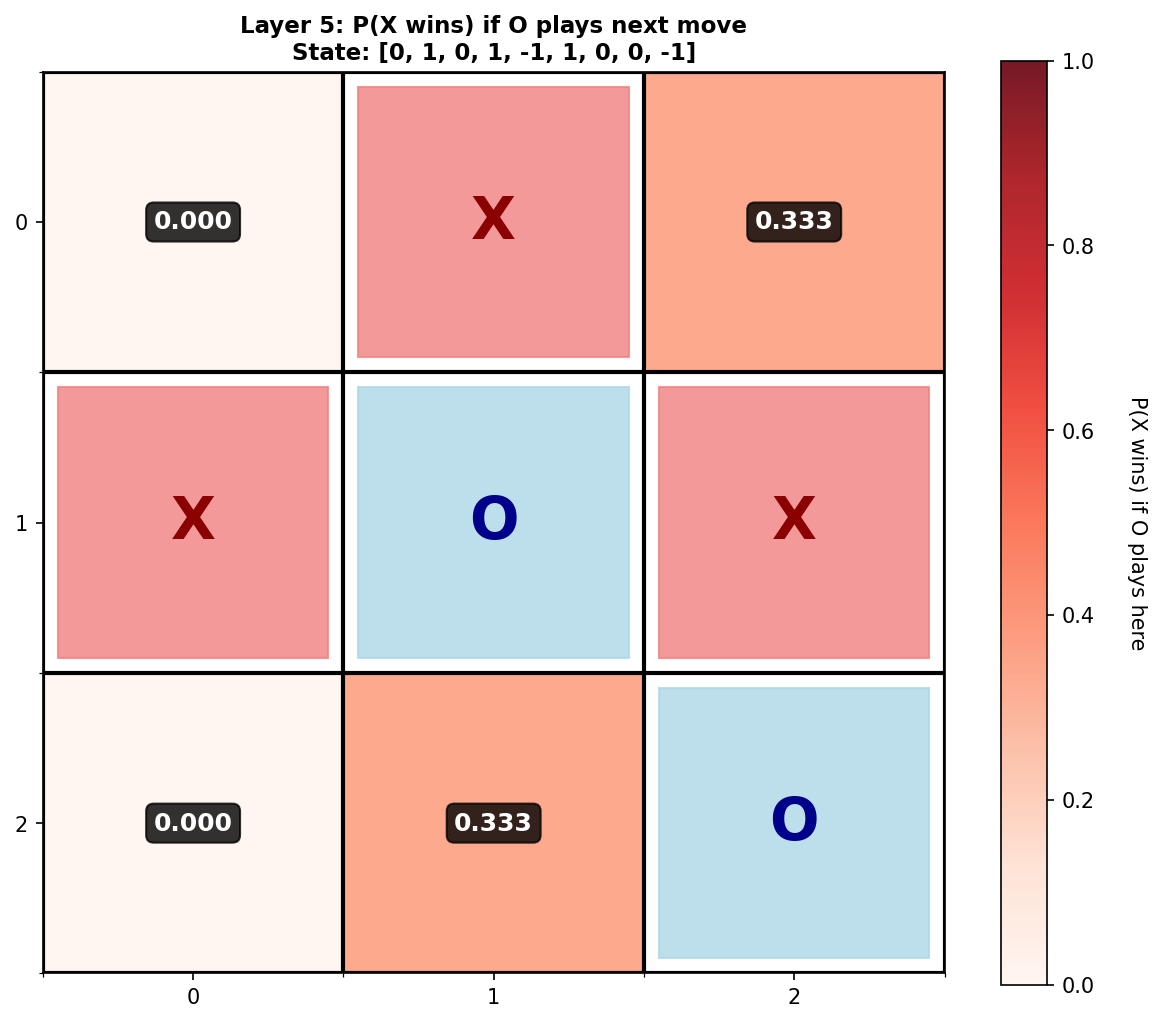 Layer 5: P(X wins) if O plays next move
State: [0, 1, 0, 1, -1, 1, 0, 0, -1]
0.000 X 0.333
X O X
0.000 0.333 O
0
1
2
0 1 2
1.0
0.8
0.6
0.4
0.2
0.0
P(X wins) if O plays here